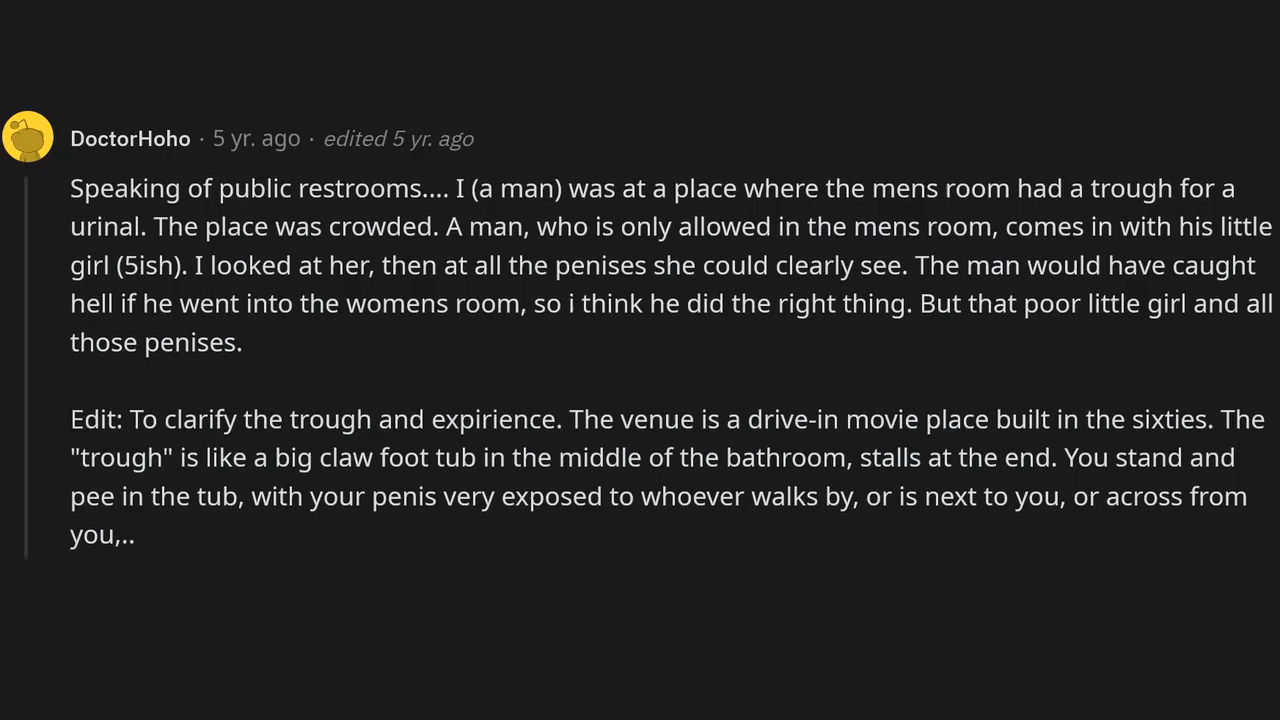 DoctorHoho · 5 yr. ago · edited 5 yr. ago
Speaking of public restrooms.... I (a man) was at a place where the mens room had a trough for a
urinal. The place was crowded. A man, who is only allowed in the mens room, comes in with his little
girl (5ish). I looked at her, then at all the penises she could clearly see. The man would have caught
hell if he went into the womens room, so i think he did the right thing. But that poor little girl and all
those penises.
Edit: To clarify the trough and expirience. The venue is a drive-in movie place built in the sixties. The
"trough" is like a big claw foot tub in the middle of the bathroom, stalls at the end. You stand and
pee in the tub, with your penis very exposed to whoever walks by, or is next to you, or across from
you,..